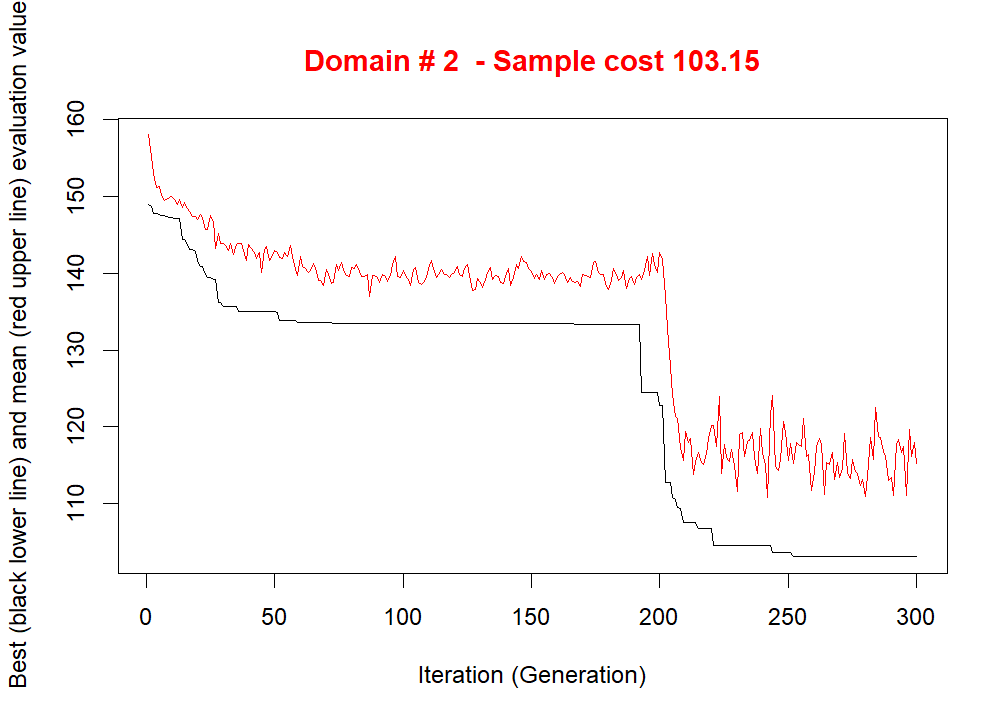 Domain # 2  - Sample cost 103.15
Best (black lower line) and mean (red upper line) evaluation value
160
150
140
130
120
110
0 50 100 150 200 250 300
Iteration (Generation)